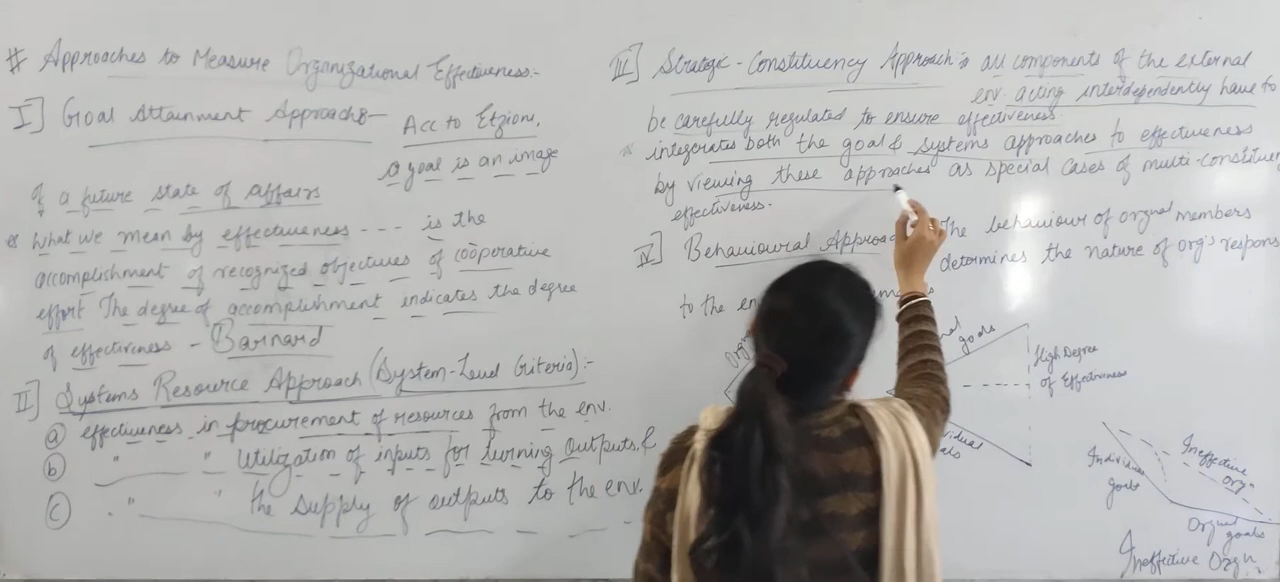 # Approaches to Measure Organizational Effectiveness:-
I] Goal Attainment Approach:- Acc to Etzioni,
a goal is an image
of a future state of affairs
What we mean by effectiveness --- is the
accomplishment of recognized objectives of cooperative
effort The degree of accomplishment indicates the degree
of effectiveness - Barnard
II] Systems Resource Approach (System-Level Criteria):-
(a) effectiveness in procurement of resources from the env.
(b) " " Utilization of inputs for turning Outputs, &
(c) " " the supply of outputs to the env.
III] Strategic-Constituency Approach:- all components of the external
env. acting interdependently have to
be carefully regulated to ensure effectiveness.
integrates both the goal & systems approaches to effectiveness
by viewing these approaches as special cases of multi-constituency
effectiveness.
IV] Behavioural Approach The behaviour of orgnal members
determines the nature of org's respons
to the en
goals
High Degree
of Effectiveness
Individual
goals
Ineffective
Orgn
Orgnal
goals
Ineffective Orgn.